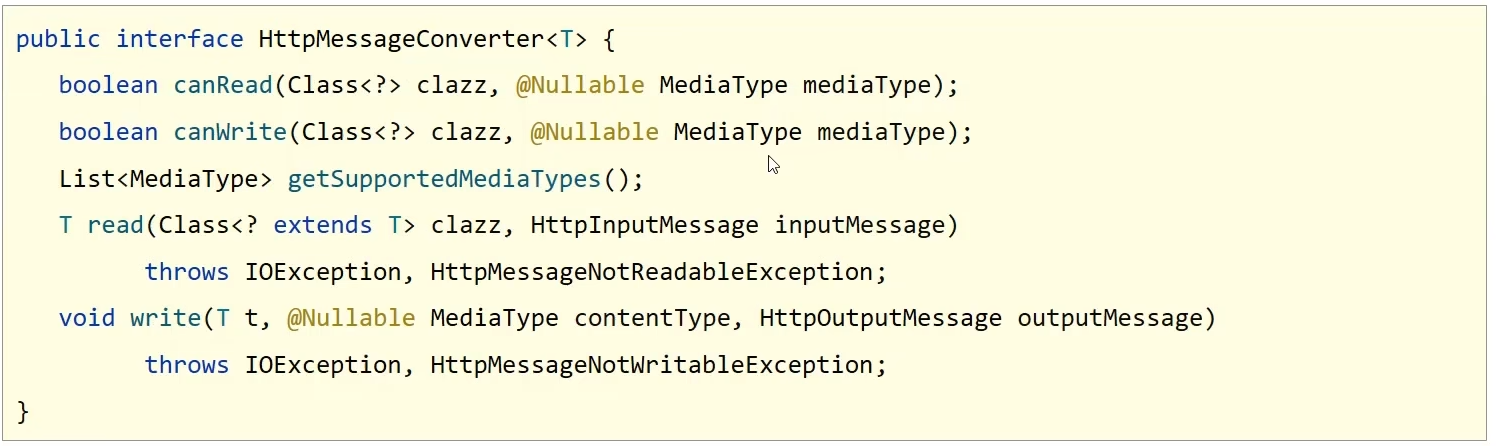 public interface HttpMessageConverter<T> {
boolean canRead(Class<?> clazz, @Nullable MediaType mediaType);
boolean canWrite(Class<?> clazz, @Nullable MediaType mediaType);
List<MediaType> getSupportedMediaTypes();
T read(Class<? extends T> clazz, HttpInputMessage inputMessage)
throws IOException, HttpMessageNotReadableException;
void write(T t, @Nullable MediaType contentType, HttpOutputMessage outputMessage)
throws IOException, HttpMessageNotWritableException;
}